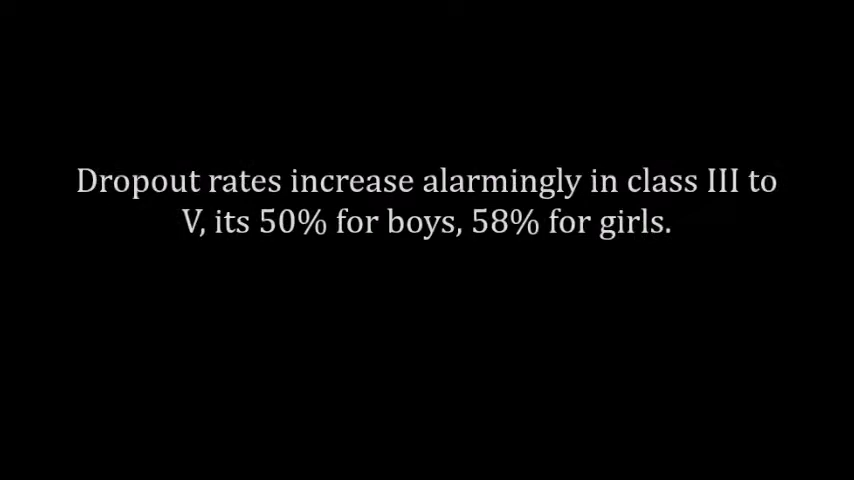 Dropout rates increase alarmingly in class III to
V, its 50% for boys, 58% for girls.